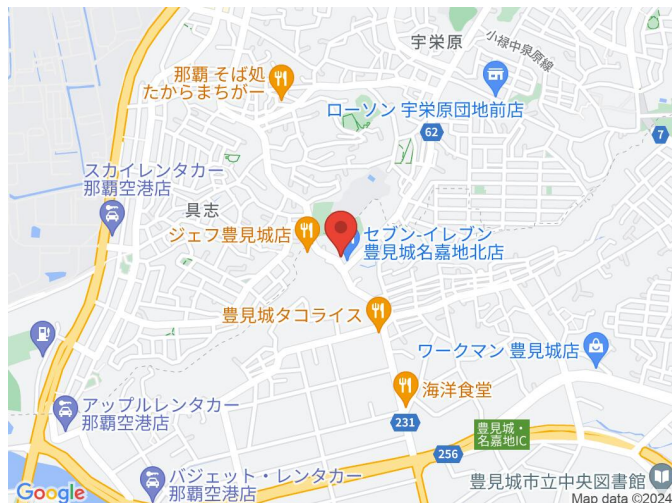 宇栄原
小禄中泉原線
那覇 そば処
たからまちがー
ローソン 宇栄原団地前店
62
7
スカイレンタカー
那覇空港店
具志
ジェフ豊見城店
セブン-イレブン
豊見城名嘉地北店
豊見城タコライス
ワークマン 豊見城店
海洋食堂
アップルレンタカー
那覇空港店
231
豊見城・
名嘉地IC
256
バジェット・レンタカー
那覇空港店
豊見城市立中央図書館
Google
Map data ©2024